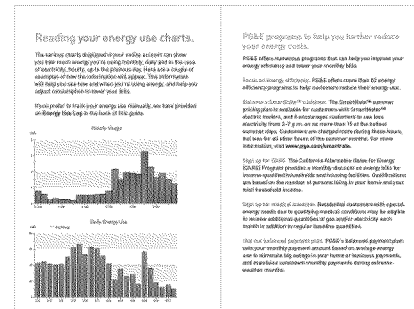 Reading your energy use charts.
The various charts displayed in your online account can show
you how much energy you're using monthly, daily and in the case
of electricity, hourly, up to the previous day. Here are a couple of
examples of how the information will appear. This information
will help you see how and when you're using energy, and help you
adjust consumption to lower your bills.
If you prefer to track your energy use manually, we have provided
an Energy Use Log in the back of this guide.
Hourly Usage
Daily Energy Use
PG&E programs to help you further reduce
your energy costs.
PG&E offers numerous programs that can help you improve your
energy efficiency and lower your monthly bills.
Focus on energy efficiency. PG&E offers more than 60 energy
efficiency programs to help customers reduce their energy use.
Become a SmartRate™ customer. The SmartRate™ summer
pricing plan is available for customers with SmartMeter™
electric meters, and it encourages customers to use less
electricity from 2-7 p.m. on no more than 15 of the hottest
summer days. Customers are charged more during these hours,
but less for all other hours of the summer months. For more
information, visit www.pge.com/smartrate.
Sign up for CARE. The California Alternative Rates for Energy
(CARE) Program provides a monthly discount on energy bills for
income-qualified households and housing facilities. Qualifications
are based on the number of persons living in your home and your
total household income.
Sign up for medical baseline. Residential customers with special
energy needs due to qualifying medical conditions may be eligible
to receive additional quantities of gas and/or electricity each
month in addition to regular baseline quantities.
Try our balanced payment plan. PG&E's balanced payment plan
sets your monthly payment amount based on average energy
use to minimize big swings in your home or business payments,
and eliminate concerns monthly payments during extreme-
weather months.